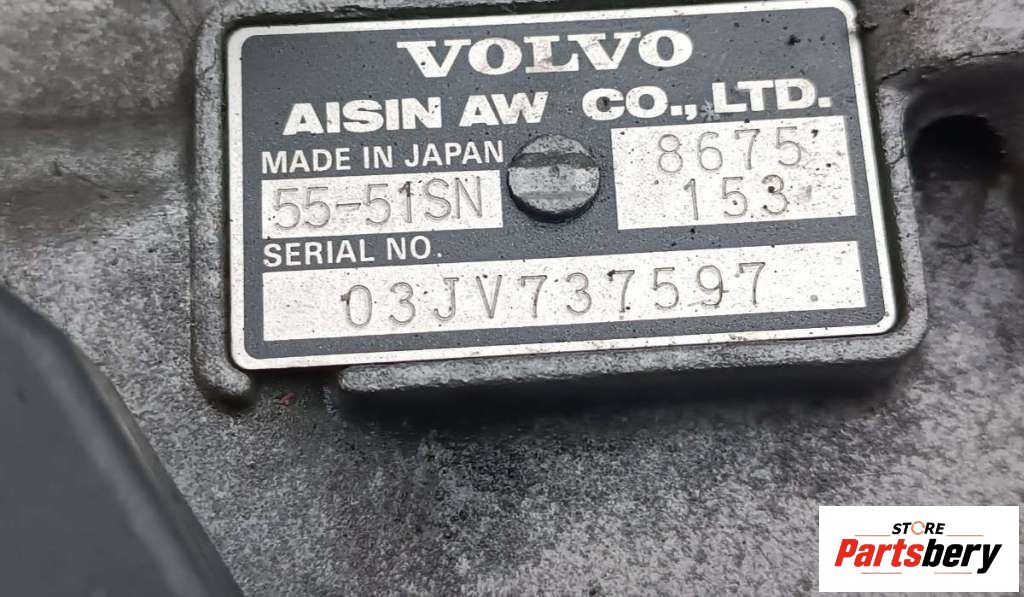 VOLVO
AISIN AW CO., LTD.
MADE IN JAPAN
55-51SN
8675
153
SERIAL NO.
03JV737597
STORE
Partsbery